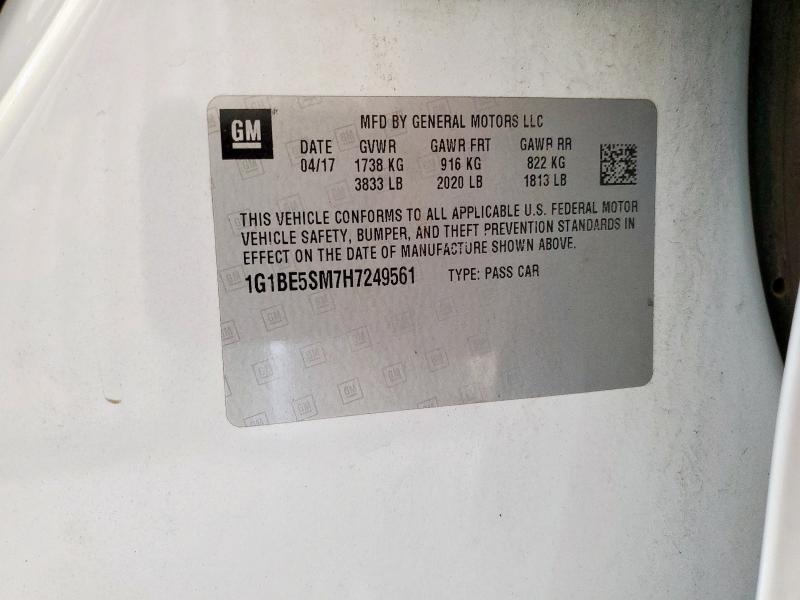 GM
MFD BY GENERAL MOTORS LLC
DATE GVWR GAWR FRT GAWR RR
04/17 1738 KG 916 KG 822 KG
3833 LB 2020 LB 1813 LB
THIS VEHICLE CONFORMS TO ALL APPLICABLE U.S. FEDERAL MOTOR
VEHICLE SAFETY, BUMPER, AND THEFT PREVENTION STANDARDS IN
EFFECT ON THE DATE OF MANUFACTURE SHOWN ABOVE.
1G1BE5SM7H7249561 TYPE: PASS CAR